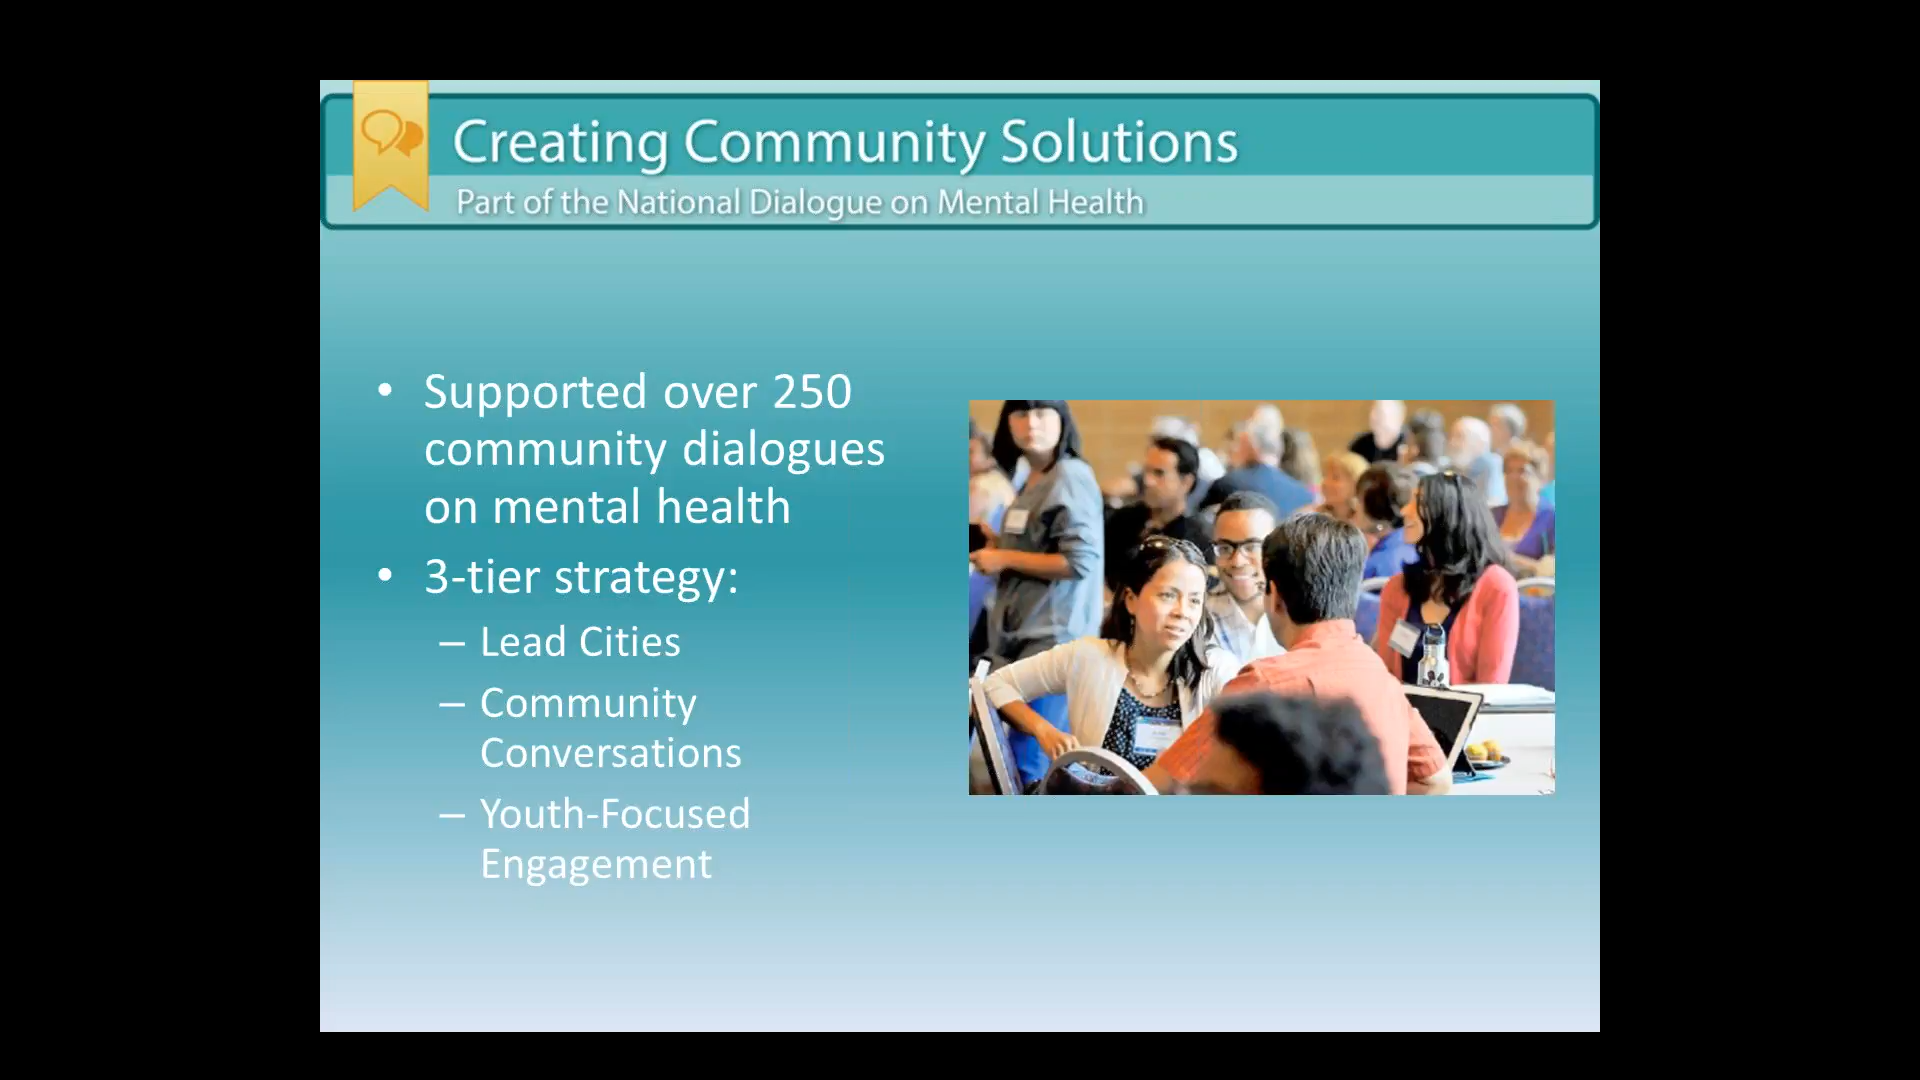 Creating Community Solutions
Part of the National Dialogue on Mental Health
• Supported over 250
community dialogues
on mental health
• 3-tier strategy:
– Lead Cities
– Community
Conversations
– Youth-Focused
Engagement